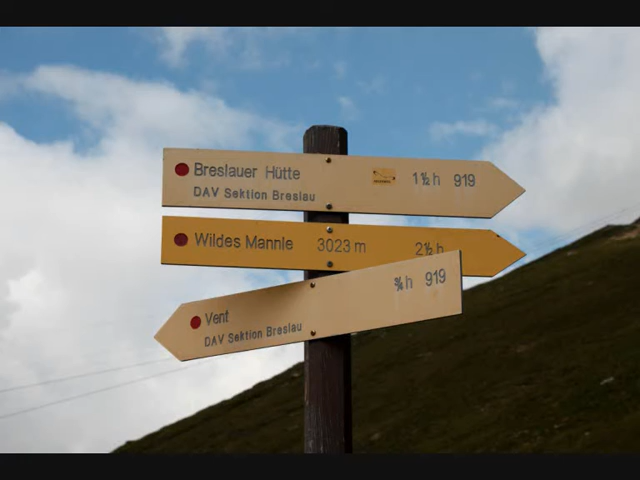 Breslauer Hütte 1½ h 919
DAV Sektion Breslau
Wildes Mannle 3023 m 2½ h
Vent ¾ h 919
DAV Sektion Breslau